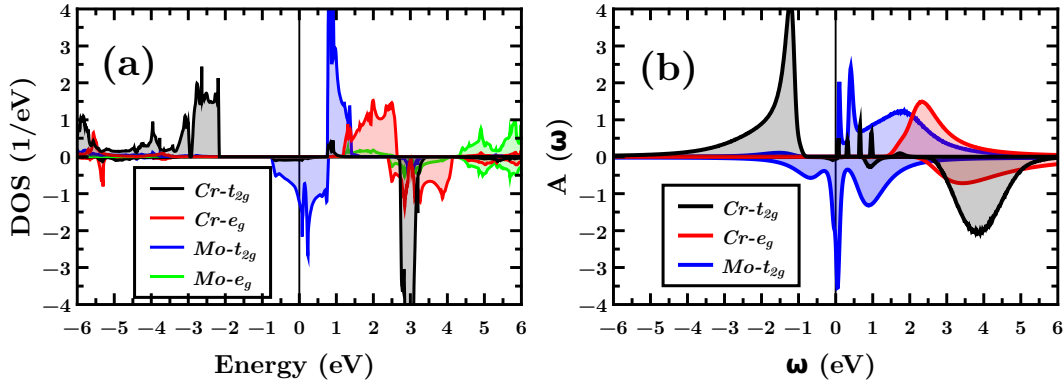 (a)
DOS (1/eV)
4
3
2
1
0
−1
−2
−3
−4
Cr-t2g
Cr-eg
Mo-t2g
Mo-eg
−6 −5 −4 −3 −2 −1 0 1 2 3 4 5 6
Energy (eV)
(b)
A (ω)
4
3
2
1
0
−1
−2
−3
−4
Cr-t2g
Cr-eg
Mo-t2g
−6 −5 −4 −3 −2 −1 0 1 2 3 4 5 6
ω (eV)